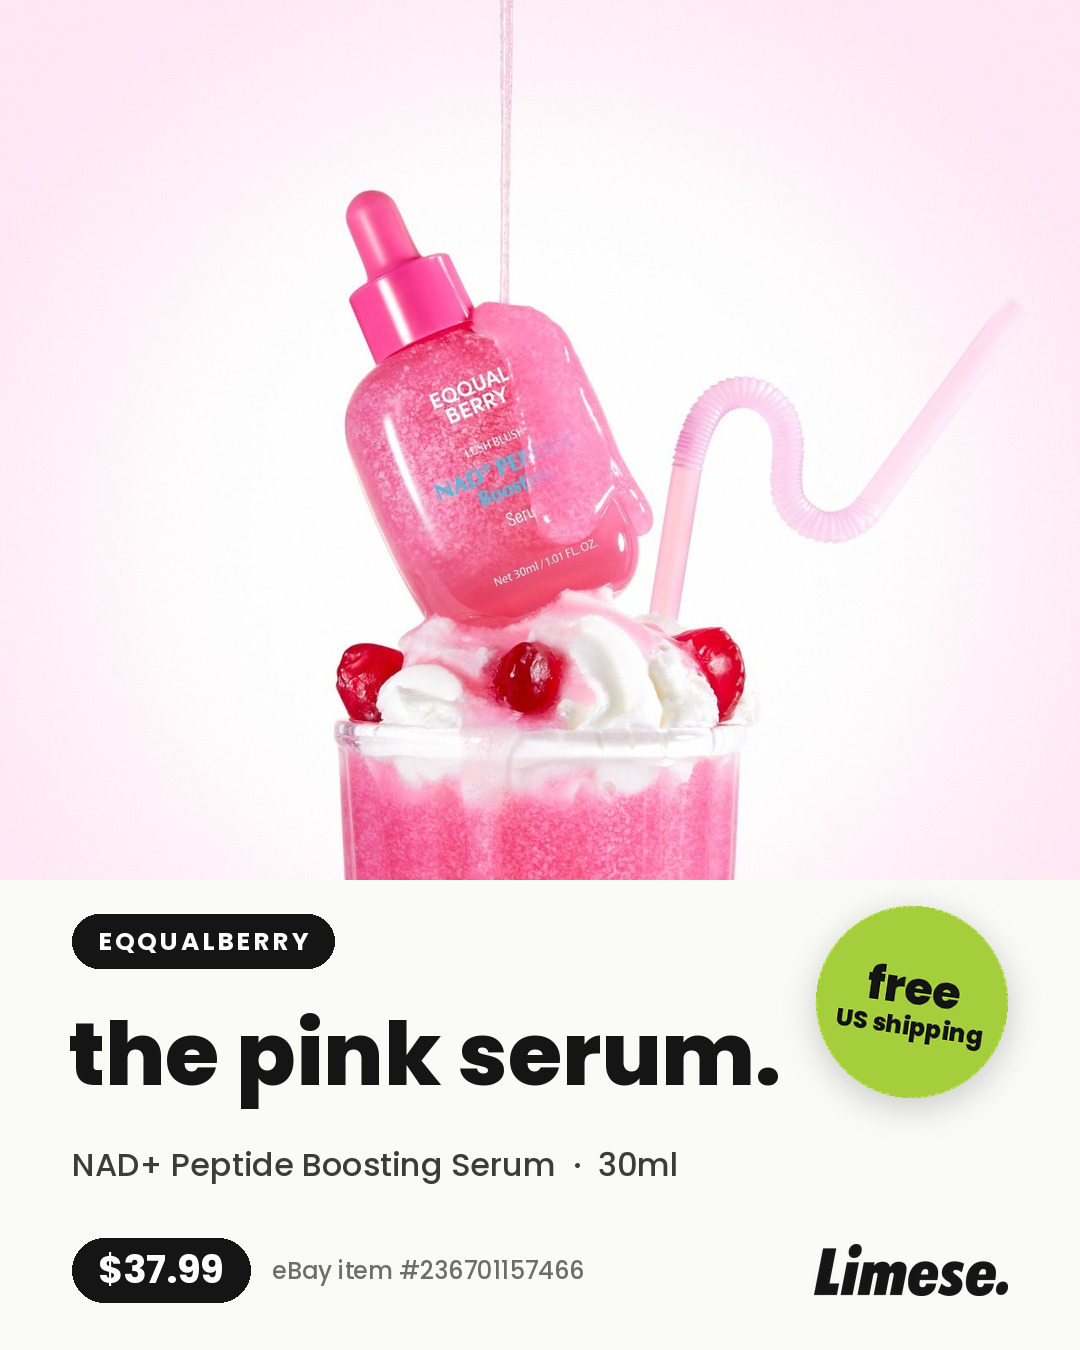 EQQUAL
BERRY
LUSH BLUSH
NAD+
Net 30ml / 1.01 FL. OZ.
EQQUALBERRY
free
US shipping
the pink serum.
NAD+ Peptide Boosting Serum · 30ml
$37.99
eBay item #236701157466
Limese.